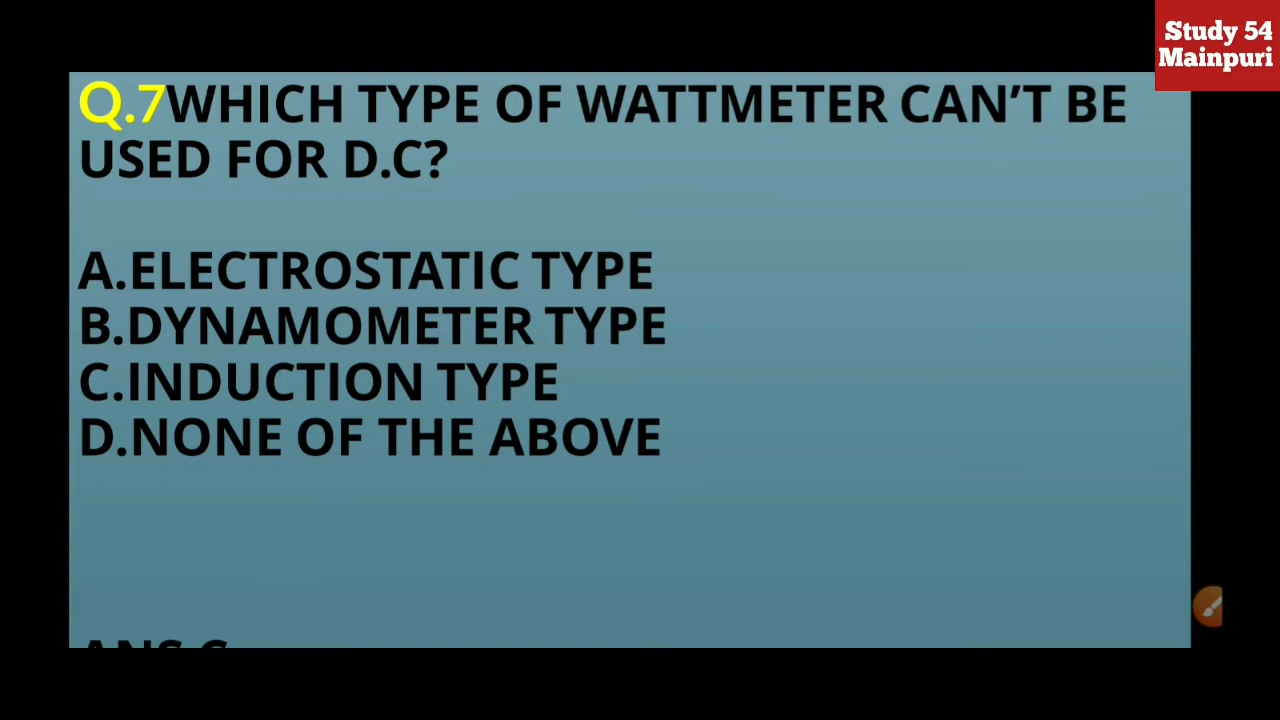 Study 54
Mainpuri
Q.7WHICH TYPE OF WATTMETER CAN'T BE
USED FOR D.C?
A.ELECTROSTATIC TYPE
B.DYNAMOMETER TYPE
C.INDUCTION TYPE
D.NONE OF THE ABOVE